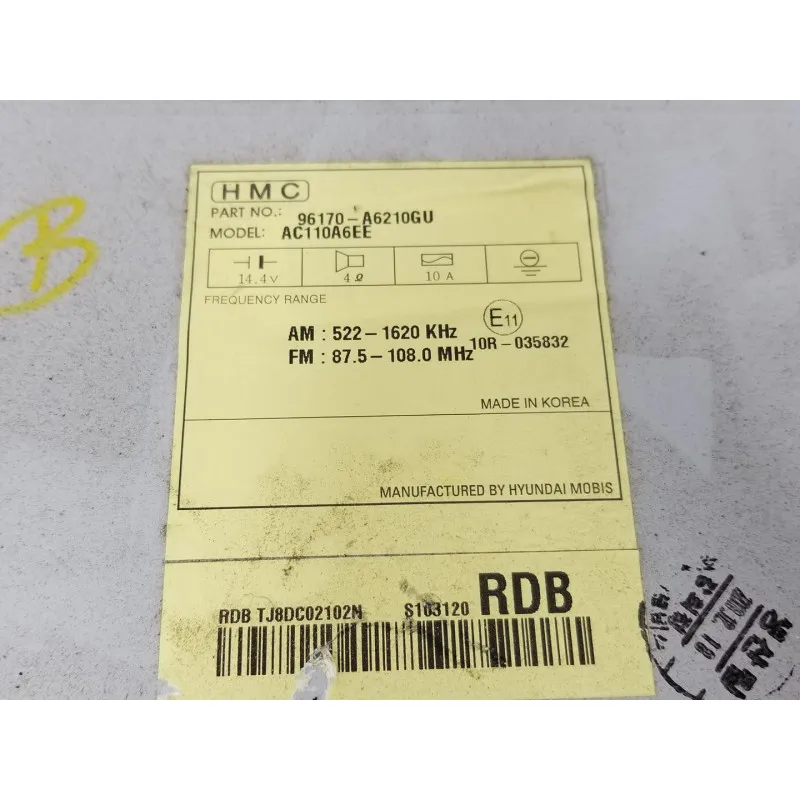 B
HMC
PART NO.: 96170-A6210GU
MODEL: AC110A6EE
14.4V 4Ω 10 A
FREQUENCY RANGE
AM : 522-1620 KHz
FM : 87.5-108.0 MHz
E11
10R-035832
MADE IN KOREA
MANUFACTURED BY HYUNDAI MOBIS
RDB TJ8DC02102N S103120 RDB